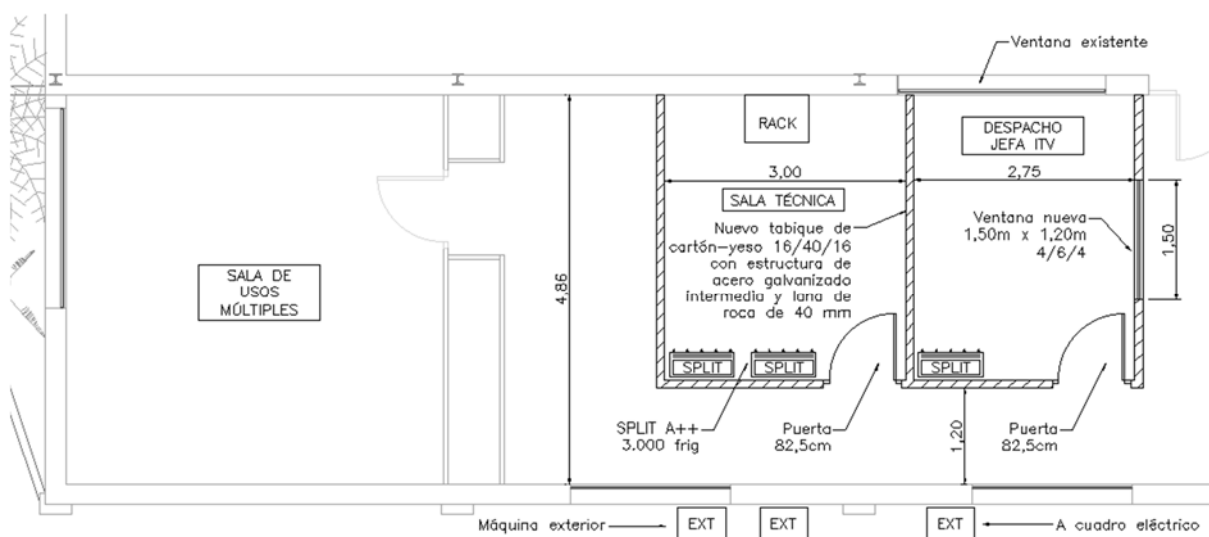 Ventana existente
RACK
DESPACHO
JEFA ITV
3,00
2,75
SALA TÉCNICA
Nuevo tabique de
cartón-yeso 16/40/16
con estructura de
acero galvanizado
intermedia y lana de
roca de 40 mm
Ventana nueva
1,50m x 1,20m
4/6/4
1,50
4,86
SALA DE
USOS
MÚLTIPLES
SPLIT
SPLIT
SPLIT
SPLIT A++
3.000 frig
Puerta
82,5cm
1,20
Puerta
82,5cm
Máquina exterior
EXT
EXT
EXT
A cuadro eléctrico